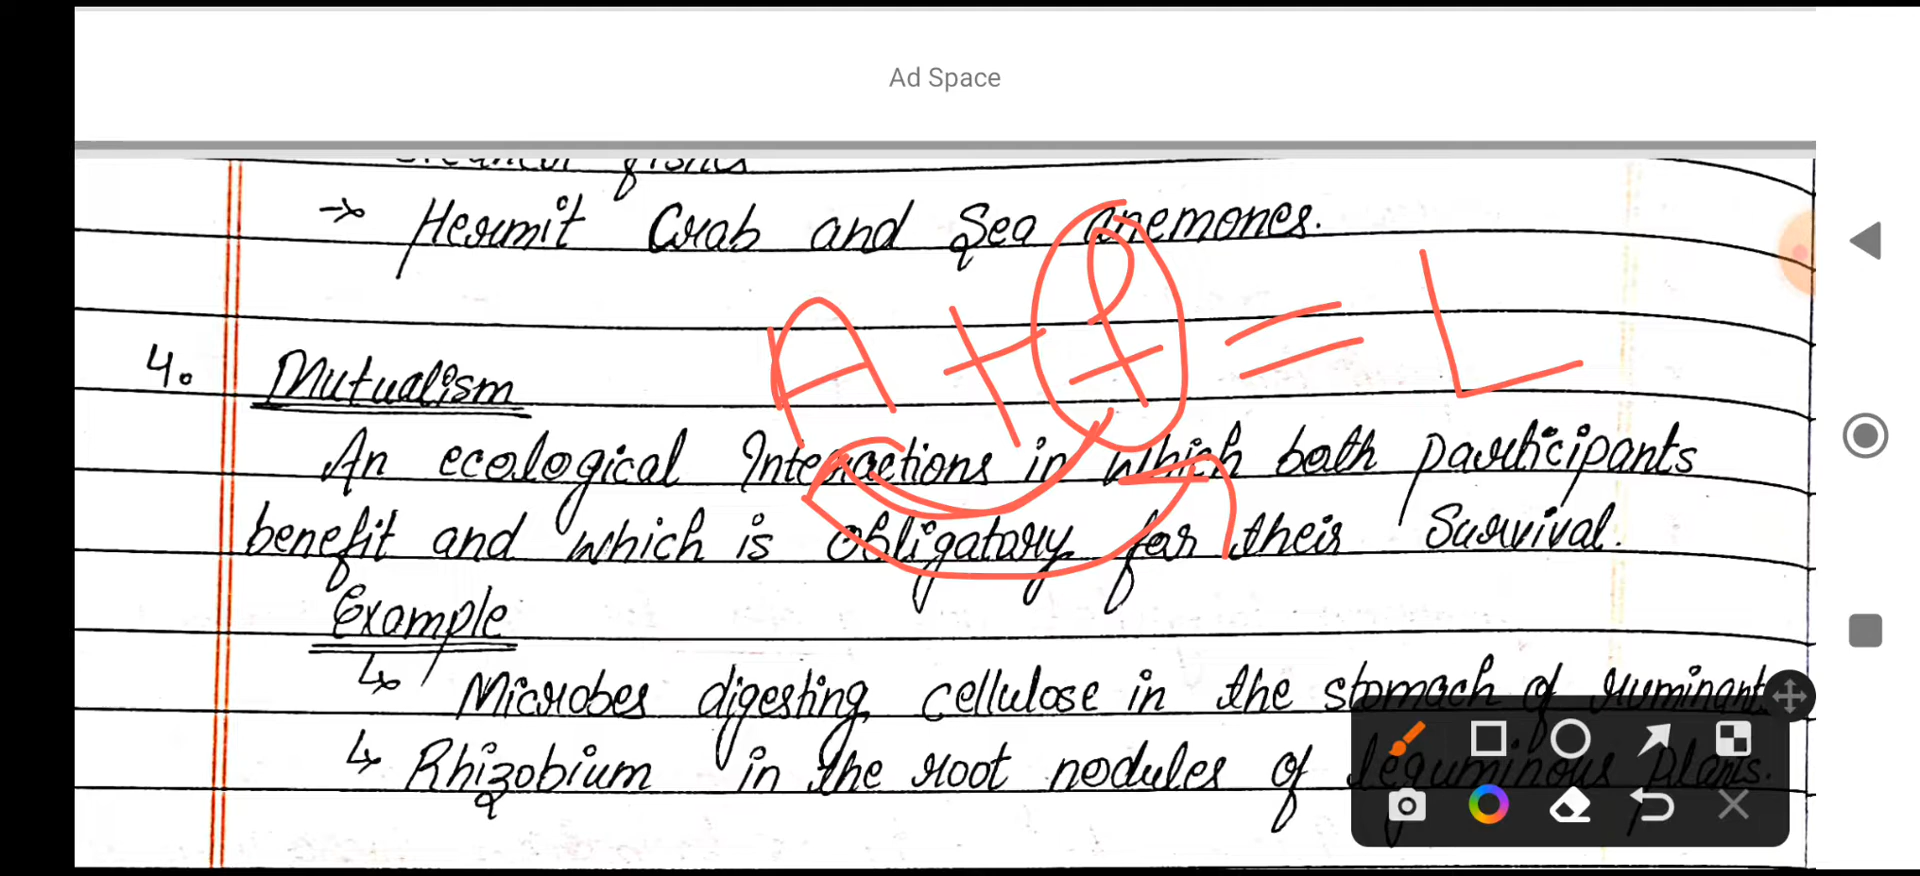 Ad Space
→ Hermit Crab and Sea anemones.
A + f = L
4. Mutualism
An ecological Interactions in which both participants
benefit and which is obligatory for their Survival.
Example
↳ Microbes digesting cellulose in the stomach of ruminant
↳ Rhizobium in the root nodules of leguminous plants.